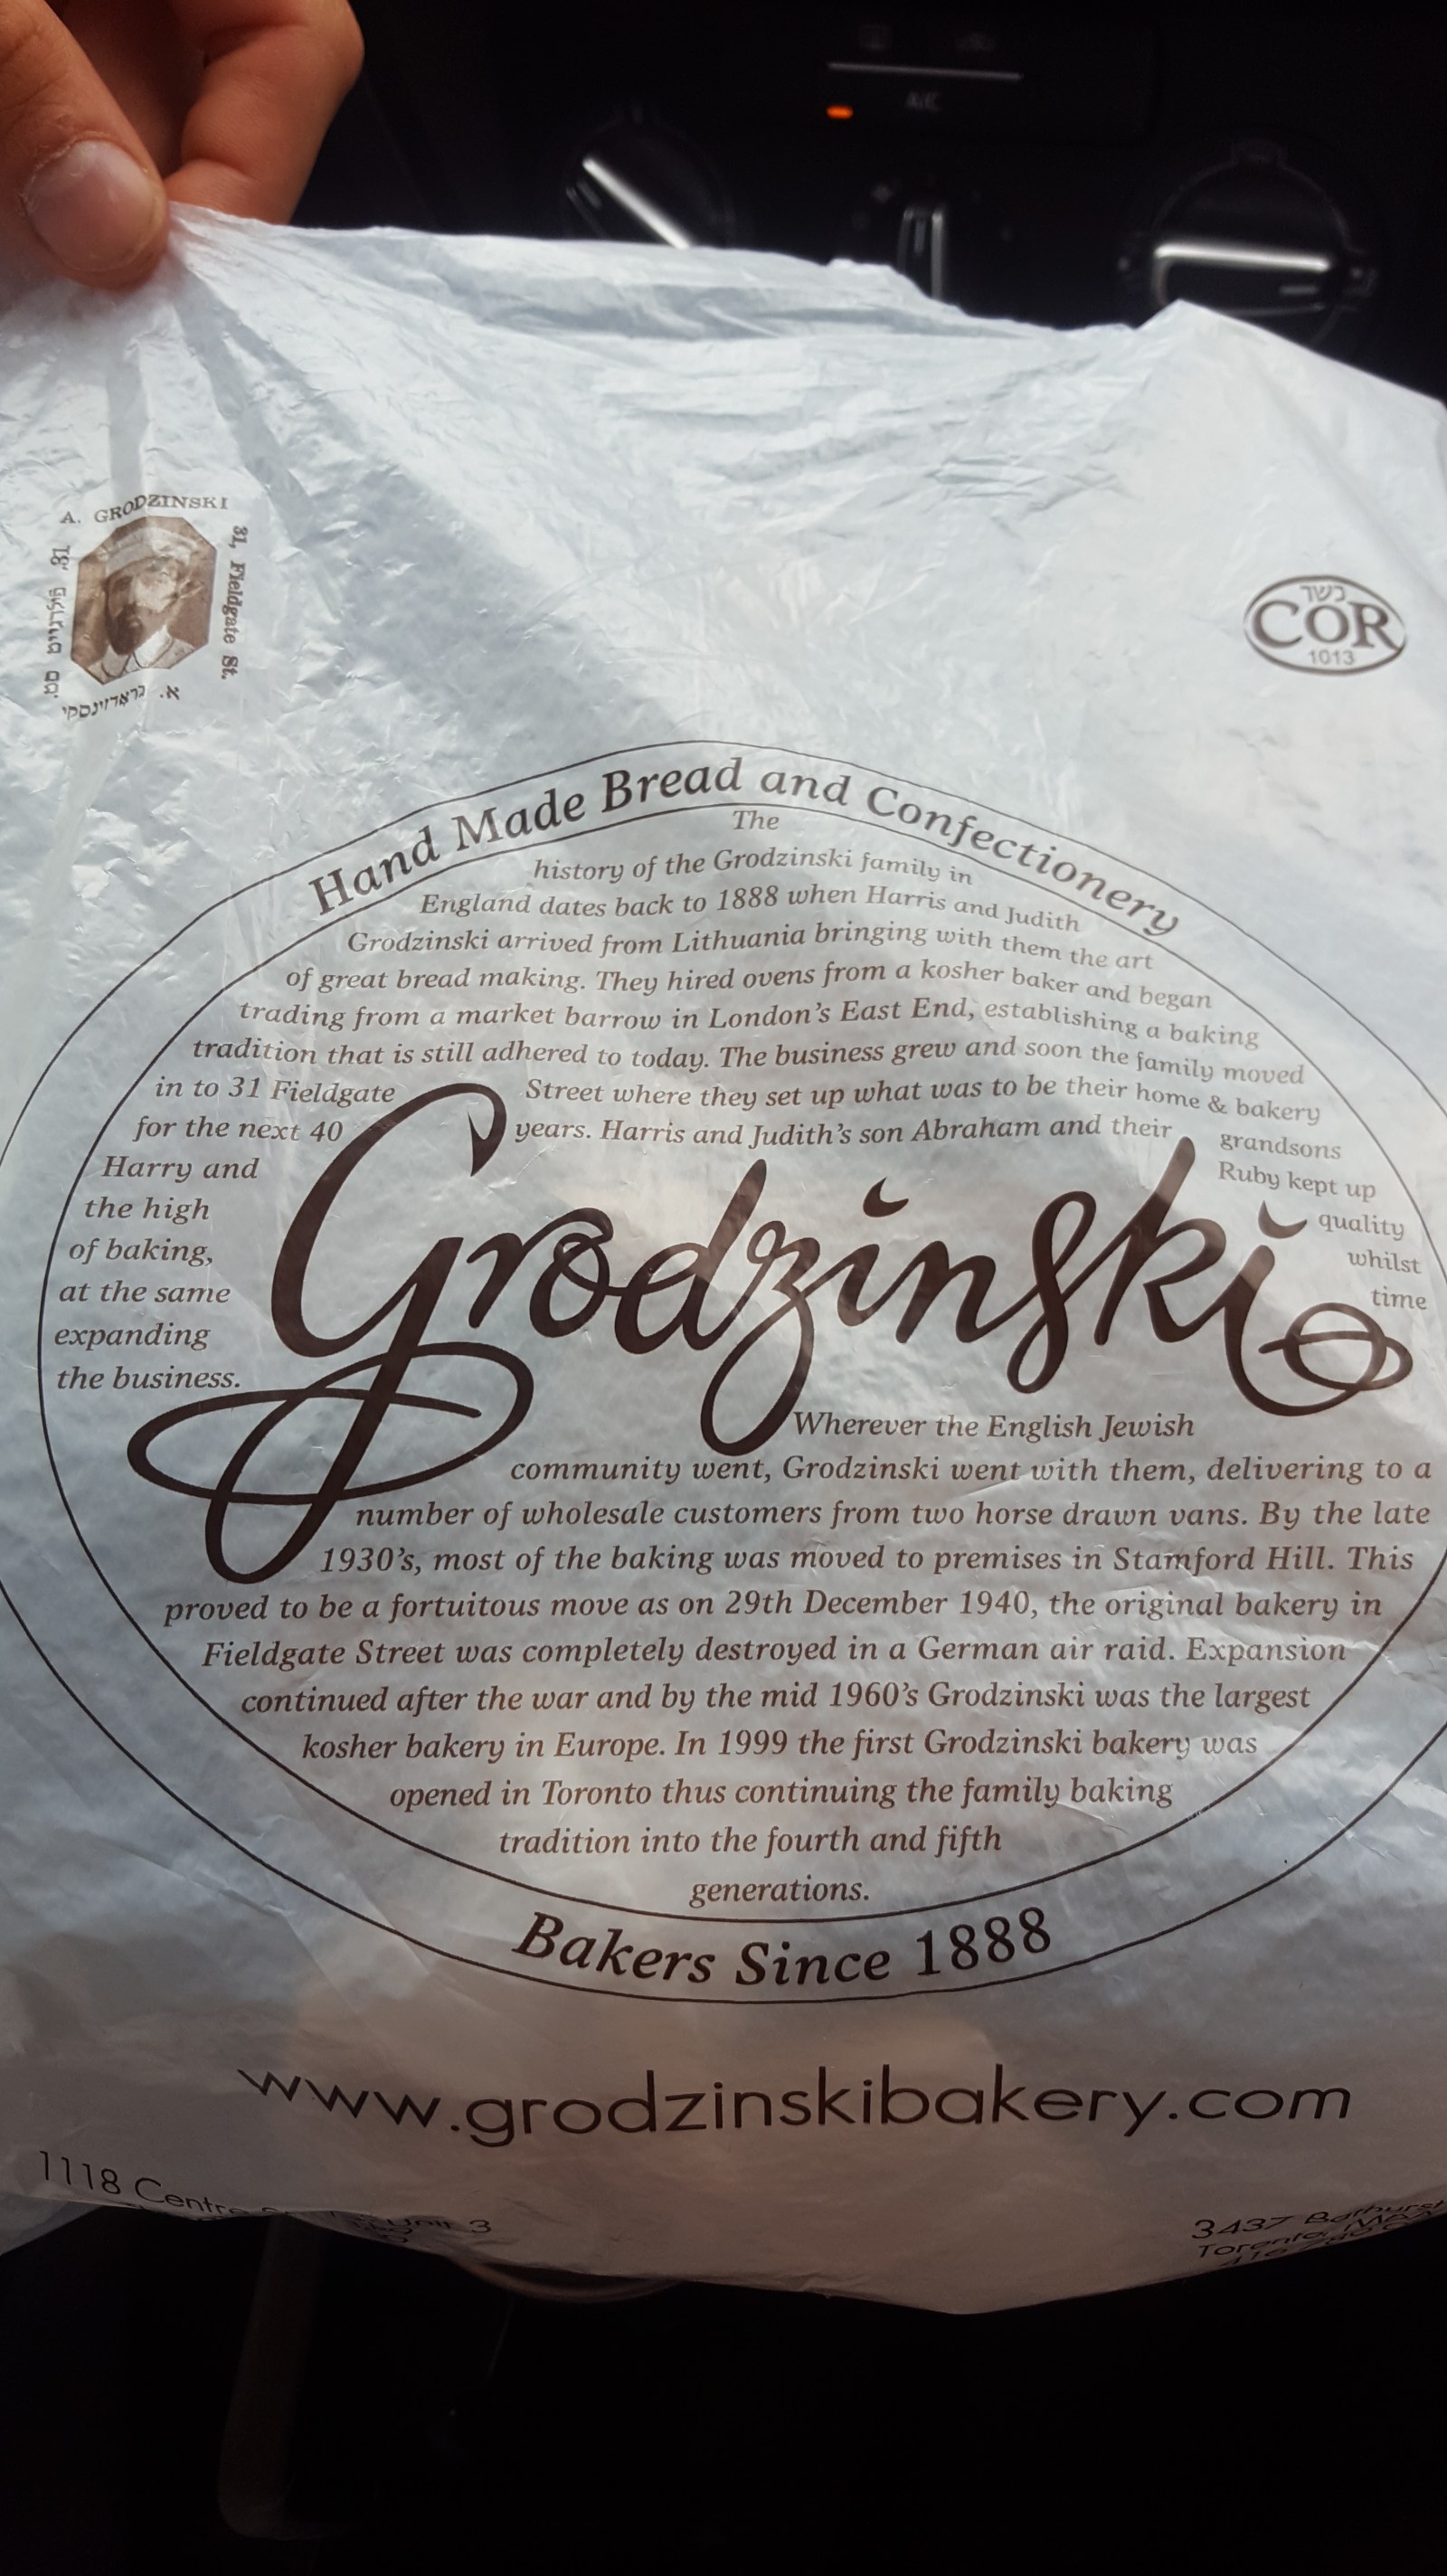 A/C
A. GRODZINSKI
31, Fieldgate St.
א. גראדזינסקי
31, פילדגייט סט.
כשר
COR
1013
Hand Made Bread and Confectionery
The
history of the Grodzinski family in
England dates back to 1888 when Harris and Judith
Grodzinski arrived from Lithuania bringing with them the art
of great bread making. They hired ovens from a kosher baker and began
trading from a market barrow in London's East End, establishing a baking
tradition that is still adhered to today. The business grew and soon the family moved
in to 31 Fieldgate Street where they set up what was to be their home & bakery
for the next 40 years. Harris and Judith's son Abraham and their grandsons
Harry and Ruby kept up
the high quality
of baking, whilst
at the same time
expanding
the business.
Grodzinski
Wherever the English Jewish
community went, Grodzinski went with them, delivering to a
number of wholesale customers from two horse drawn vans. By the late
1930's, most of the baking was moved to premises in Stamford Hill. This
proved to be a fortuitous move as on 29th December 1940, the original bakery in
Fieldgate Street was completely destroyed in a German air raid. Expansion
continued after the war and by the mid 1960's Grodzinski was the largest
kosher bakery in Europe. In 1999 the first Grodzinski bakery was
opened in Toronto thus continuing the family baking
tradition into the fourth and fifth
generations.
Bakers Since 1888
www.grodzinskibakery.com
1118 Centre Unit 3
3437 Bathurst
Toronto,
416